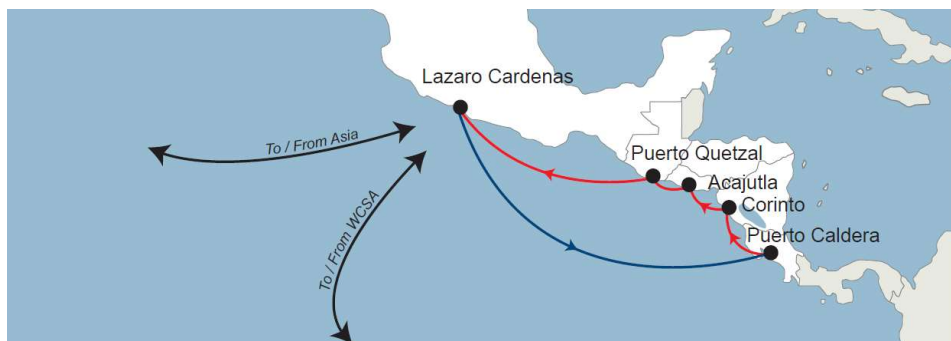 Lazaro Cardenas
To / From Asia
Puerto Quetzal
Acajutla
Corinto
To / From WCSA
Puerto Caldera